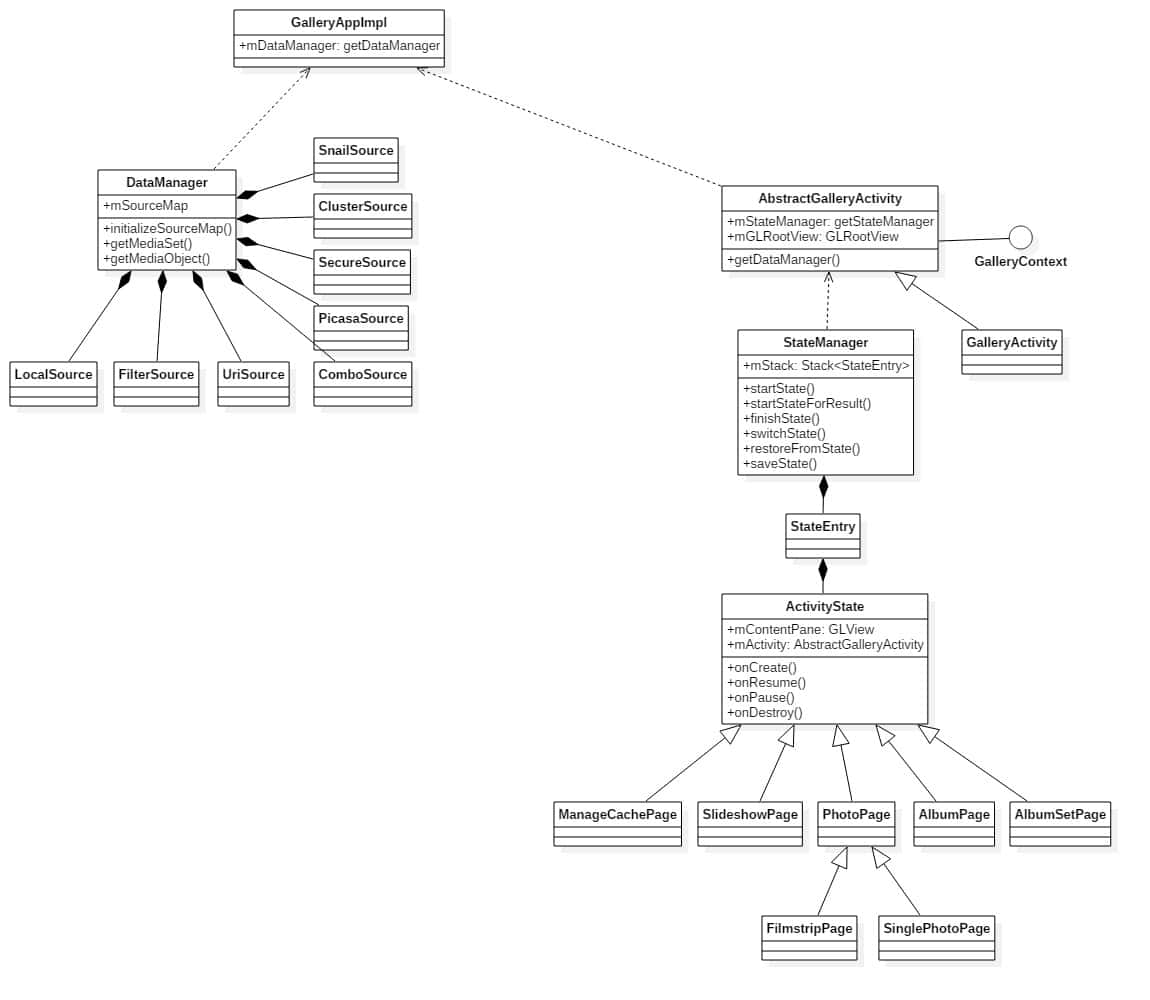 GalleryAppImpl
+mDataManager: getDataManager
SnailSource
DataManager
+mSourceMap
+initializeSourceMap()
+getMediaSet()
+getMediaObject()
ClusterSource
SecureSource
PicasaSource
LocalSource
FilterSource
UriSource
ComboSource
AbstractGalleryActivity
+mStateManager: getStateManager
+mGLRootView: GLRootView
+getDataManager()
GalleryContext
StateManager
+mStack: Stack<StateEntry>
+startState()
+startStateForResult()
+finishState()
+switchState()
+restoreFromState()
+saveState()
GalleryActivity
StateEntry
ActivityState
+mContentPane: GLView
+mActivity: AbstractGalleryActivity
+onCreate()
+onResume()
+onPause()
+onDestroy()
ManageCachePage
SlideshowPage
PhotoPage
AlbumPage
AlbumSetPage
FilmstripPage
SinglePhotoPage